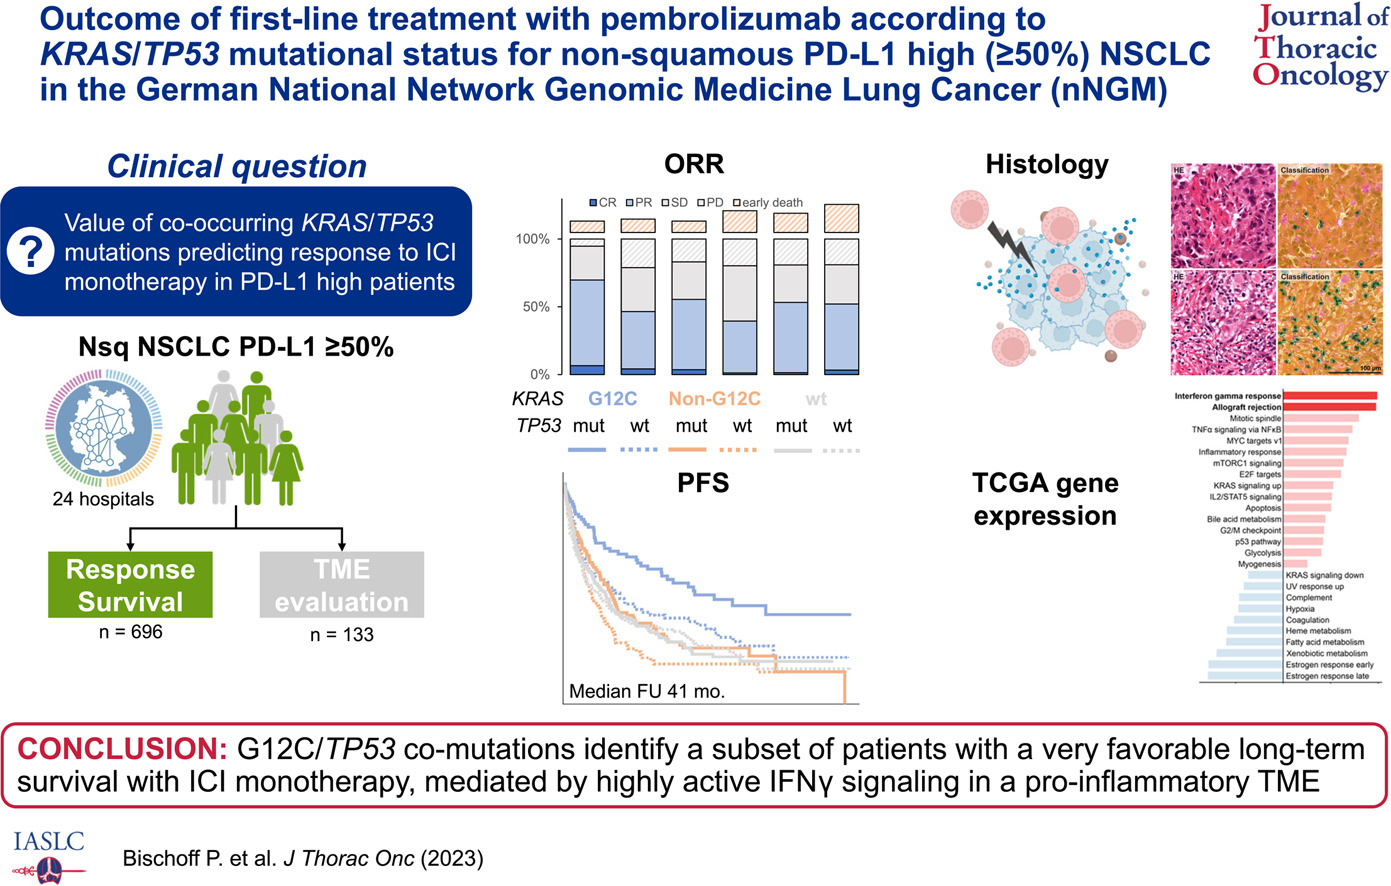 Outcome of first-line treatment with pembrolizumab according to
KRAS/TP53 mutational status for non-squamous PD-L1 high (≥50%) NSCLC
in the German National Network Genomic Medicine Lung Cancer (nNGM)
Journal of
Thoracic
Oncology
Clinical question
?
Value of co-occurring KRAS/TP53
mutations predicting response to ICI
monotherapy in PD-L1 high patients
Nsq NSCLC PD-L1 ≥50%
24 hospitals
Response
Survival
n = 696
TME
evaluation
n = 133
ORR
CR PR SD PD early death
100%
50%
0%
KRAS G12C Non-G12C wt
TP53 mut wt mut wt mut wt
PFS
Median FU 41 mo.
Histology
HE
Classification
HE
Classification
100 µm
TCGA gene
expression
Interferon gamma response
Allograft rejection
Mitotic spindle
TNFα signaling via NFκB
MYC targets v1
Inflammatory response
mTORC1 signaling
E2F targets
KRAS signaling up
IL2/STAT5 signaling
Apoptosis
Bile acid metabolism
G2/M checkpoint
p53 pathway
Glycolysis
Myogenesis
KRAS signaling down
UV response up
Complement
Hypoxia
Coagulation
Heme metabolism
Fatty acid metabolism
Xenobiotic metabolism
Estrogen response early
Estrogen response late
CONCLUSION: G12C/TP53 co-mutations identify a subset of patients with a very favorable long-term
survival with ICI monotherapy, mediated by highly active IFNγ signaling in a pro-inflammatory TME
IASLC
Bischoff P. et al. J Thorac Onc (2023)